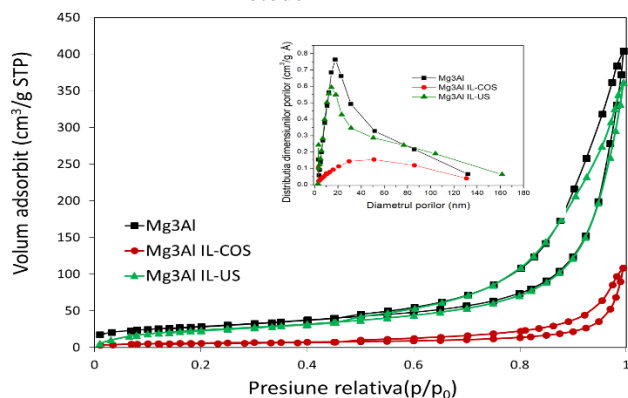 450
400
350
300
250
200
150
100
50
0
0
0.2
0.4
0.6
0.8
1
Volum adsorbit (cm³/g STP)
Presiune relativa(p/p₀)
Mg3Al
Mg3Al IL-COS
Mg3Al IL-US
0.8
0.7
0.6
0.5
0.4
0.3
0.2
0.1
0.0
0 20 40 60 80 100 120 140 160 180
Distributia dimensiunilor porilor (cm³/g Å)
Diametrul porilor (nm)
Mg3Al
Mg3Al IL-COS
Mg3Al IL-US